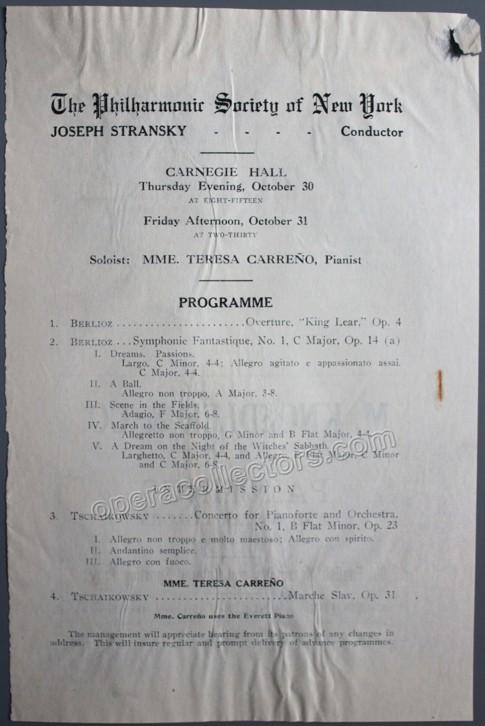 The Philharmonic Society of New York
JOSEPH STRANSKY - - - - Conductor
CARNEGIE HALL
Thursday Evening, October 30
AT EIGHT-FIFTEEN
Friday Afternoon, October 31
AT TWO-THIRTY
Soloist: MME. TERESA CARREÑO, Pianist
PROGRAMME
1. BERLIOZ ........................Overture, "King Lear," Op. 4
2. BERLIOZ ...Symphonie Fantastique, No. 1, C Major, Op. 14 (a)
I. Dreams, Passions.
Largo, C Minor, 4-4; Allegro agitato e appassionato assai,
C Major, 4-4.
II. A Ball.
Allegro non troppo, A Major, 3-8.
III. Scene in the Fields.
Adagio, F Major, 6-8.
IV. March to the Scaffold.
Allegretto non troppo, G Minor and B Flat Major, 4-4.
V. A Dream on the Night of the Witches' Sabbath.
Larghetto, C Major, 4-4, and Allegro, E Flat Major, C Minor
and C Major, 6-8.
INTERMISSION
3. TSCHAIKOWSKY .......Concerto for Pianoforte and Orchestra,
No. 1, B Flat Minor, Op. 23
I. Allegro non troppo e molto maestoso; Allegro con spirito.
II. Andantino semplice.
III. Allegro con fuoco.
MME. TERESA CARREÑO
4. TSCHAIKOWSKY ........................Marche Slav, Op. 31
Mme. Carreño uses the Everett Piano
The management will appreciate hearing from its patrons of any changes in
address. This will insure regular and prompt delivery of advance programmes.
operacollectors.com